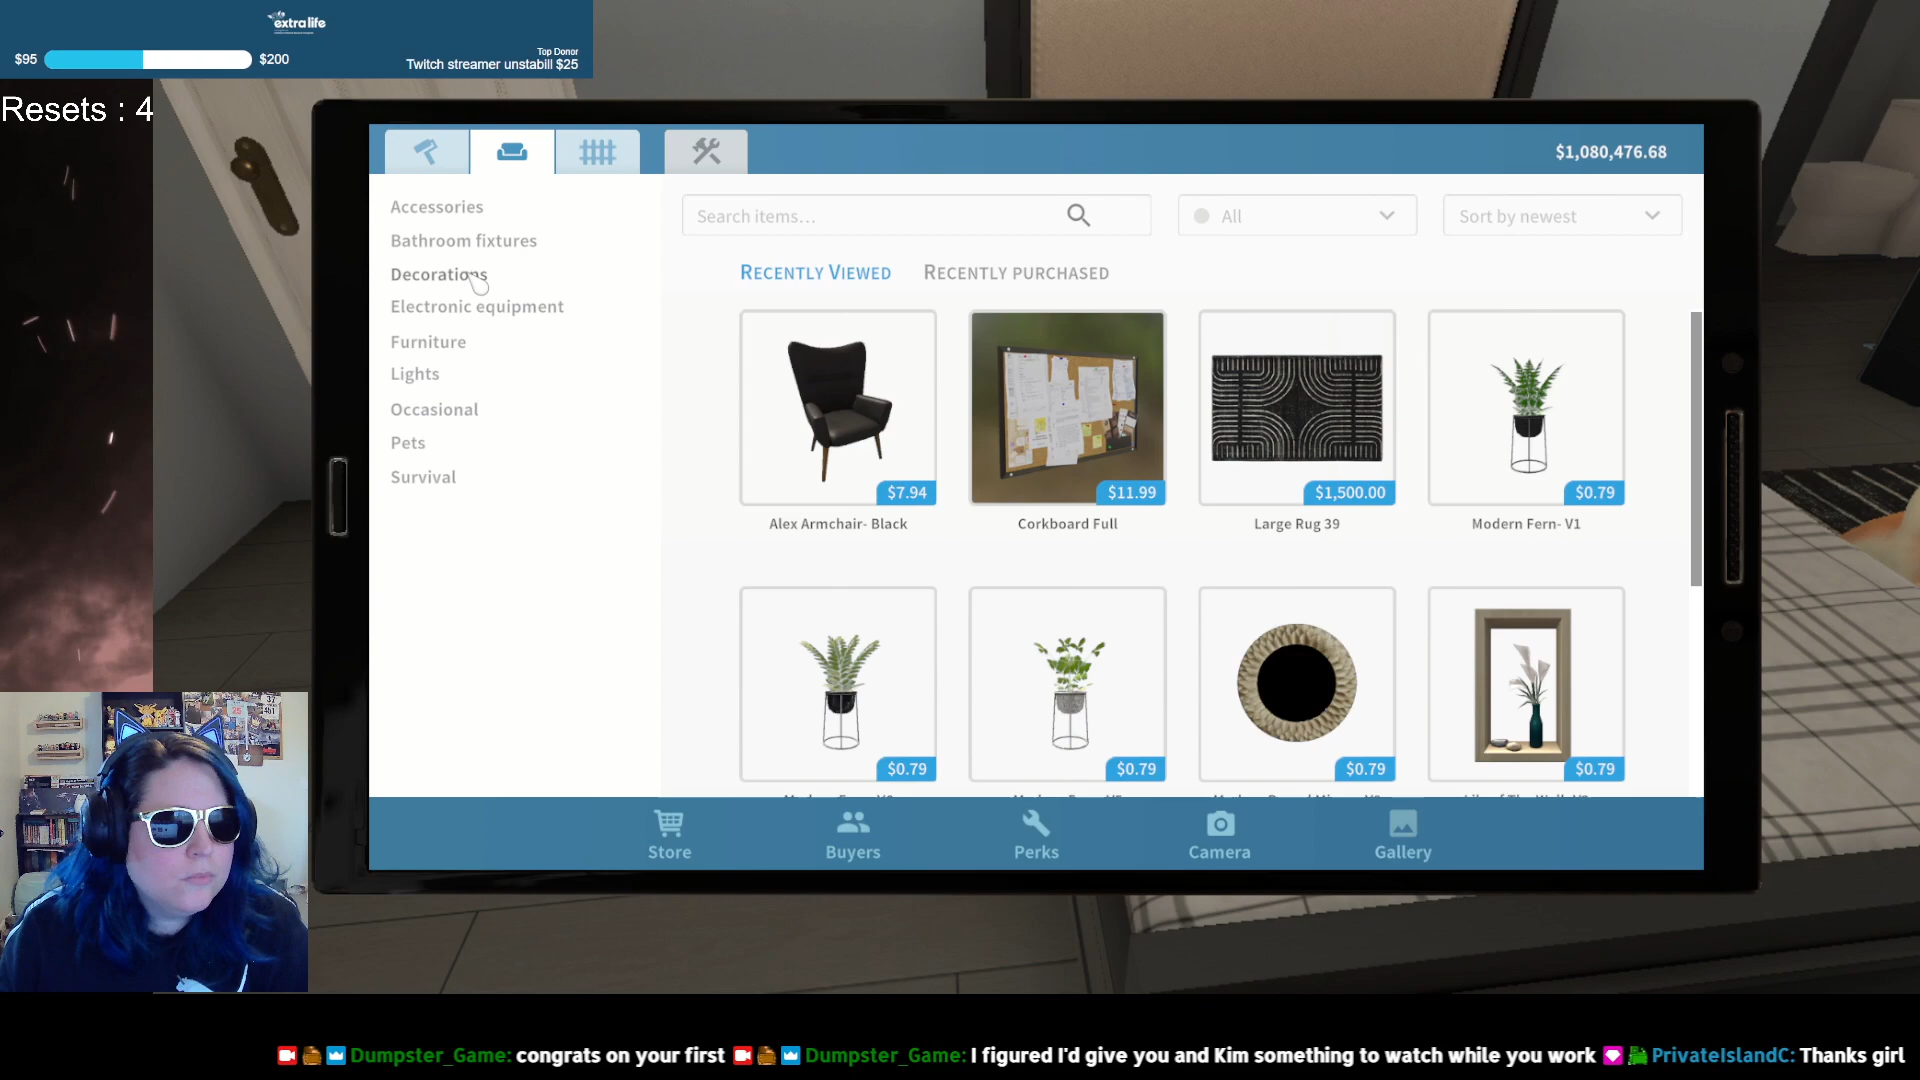 extralife
$95
$200
Top Donor
Twitch streamer unstabill $25
Resets : 4
$1,080,476.68
Accessories
Bathroom fixtures
Decorations
Electronic equipment
Furniture
Lights
Occasional
Pets
Survival
Search items...
All
Sort by newest
RECENTLY VIEWED
RECENTLY PURCHASED
$7.94
$11.99
$1,500.00
$0.79
Alex Armchair- Black
Corkboard Full
Large Rug 39
Modern Fern- V1
$0.79
$0.79
$0.79
$0.79
Store
Buyers
Perks
Camera
Gallery
Dumpster_Game: congrats on your first Dumpster_Game: I figured I'd give you and Kim something to watch while you work PrivateIslandC: Thanks girl